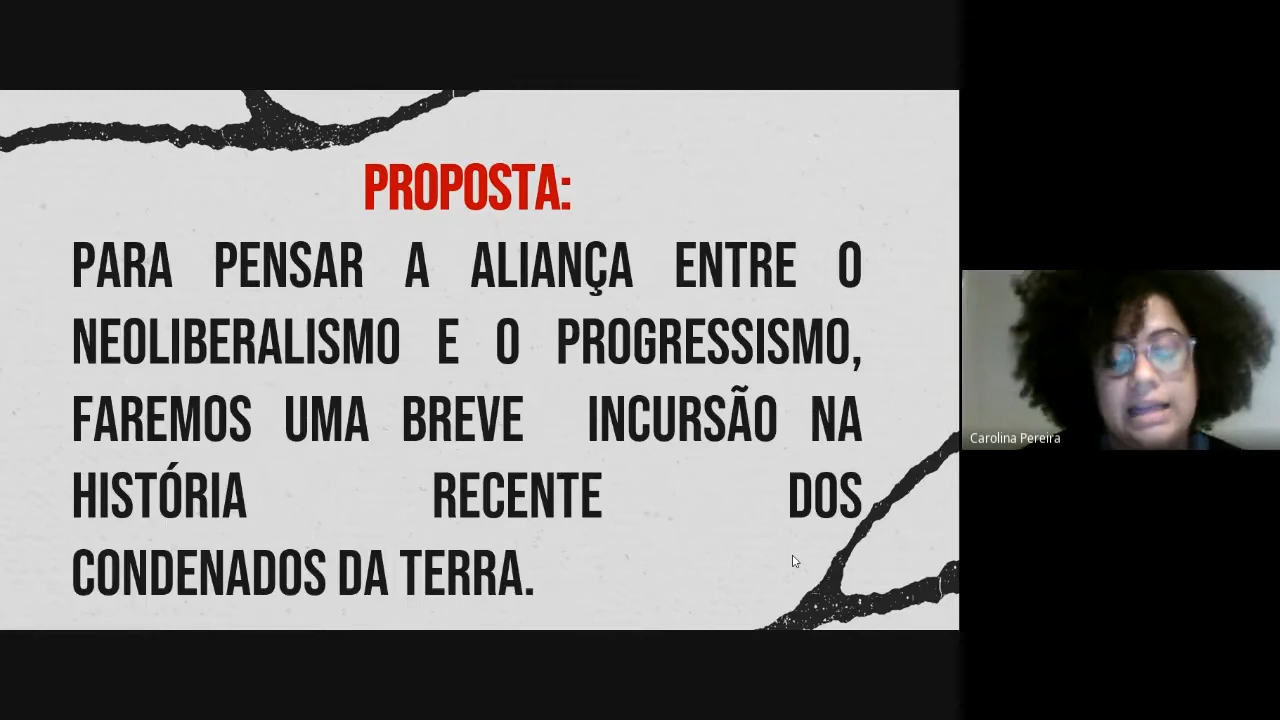 PROPOSTA:
PARA PENSAR A ALIANÇA ENTRE O
NEOLIBERALISMO E O PROGRESSISMO,
FAREMOS UMA BREVE INCURSÃO NA
HISTÓRIA RECENTE DOS
CONDENADOS DA TERRA.
Carolina Pereira